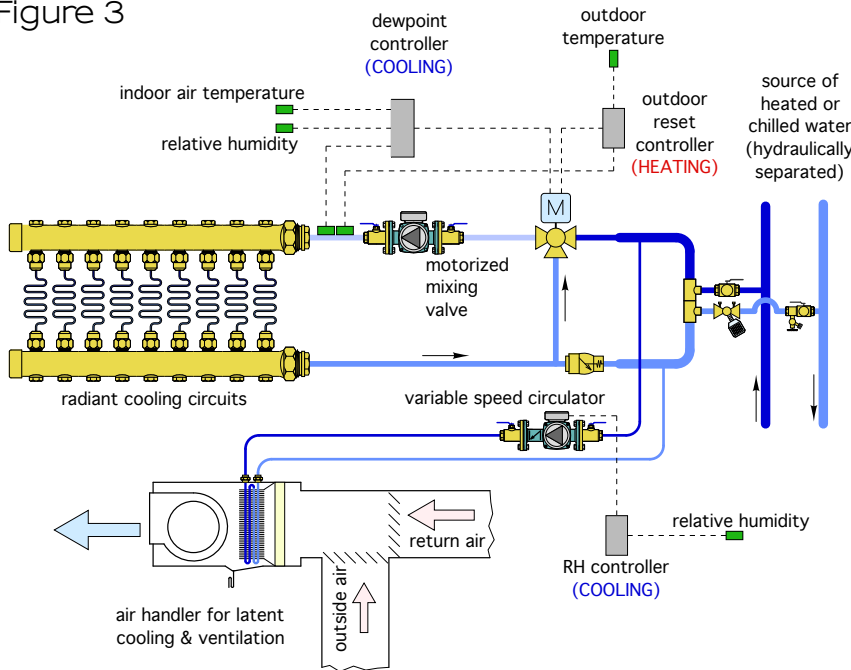 Figure 3
dewpoint
controller
(COOLING)
outdoor
temperature
indoor air temperature
relative humidity
outdoor
reset
controller
(HEATING)
source of
heated or
chilled water
(hydraulically
separated)
M
motorized
mixing
valve
radiant cooling circuits
variable speed circulator
return air
outside air
relative humidity
RH controller
(COOLING)
air handler for latent
cooling & ventilation